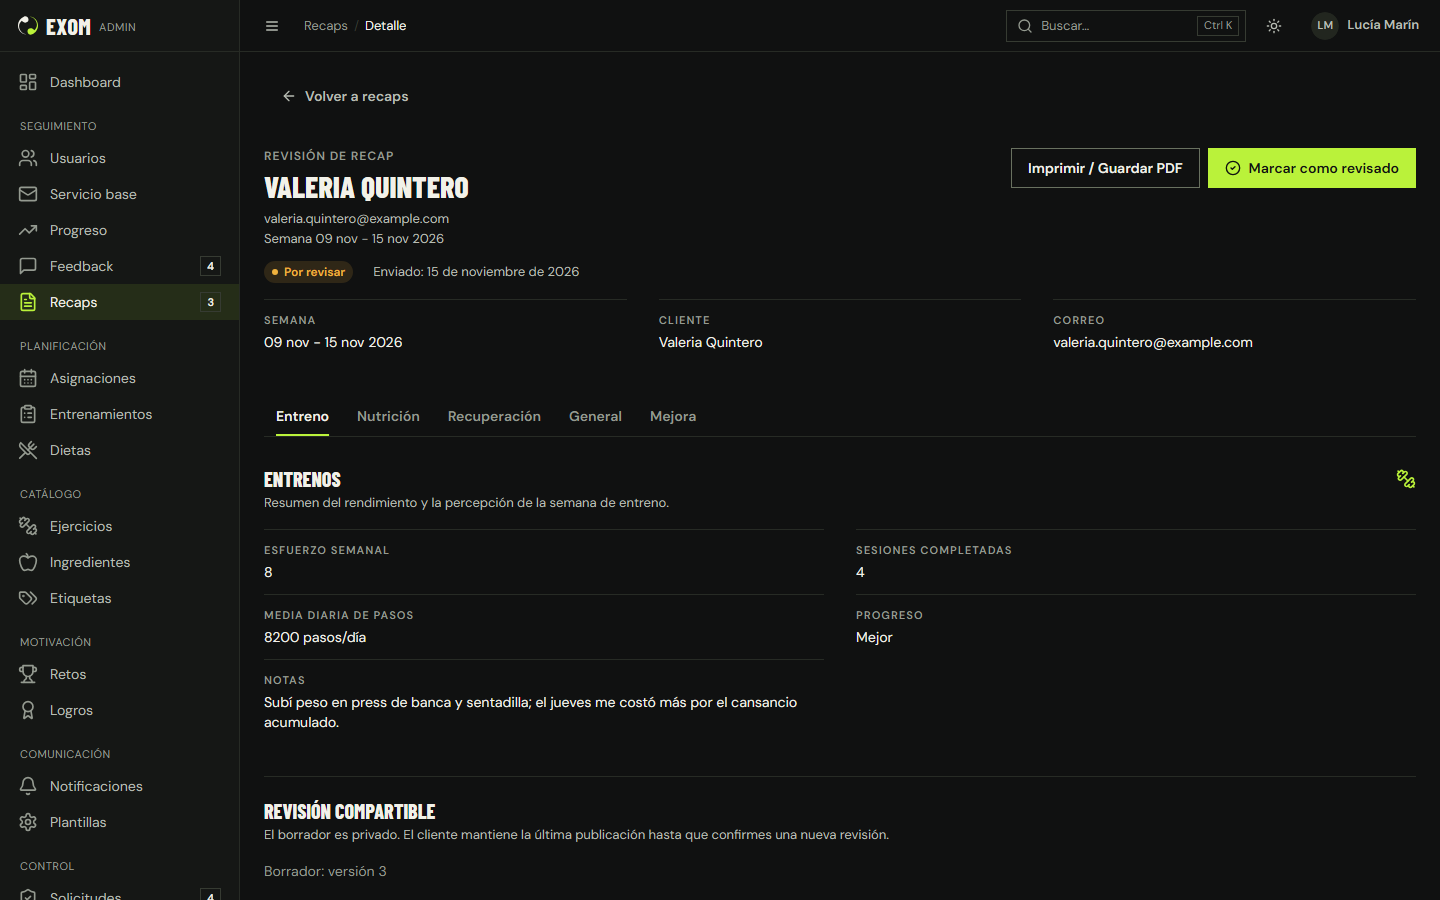 EXOM ADMIN
Recaps / Detalle
Buscar...
Ctrl K
LM
Lucía Marín
Dashboard
SEGUIMIENTO
Usuarios
Servicio base
Progreso
Feedback 4
Recaps 3
PLANIFICACIÓN
Asignaciones
Entrenamientos
Dietas
CATÁLOGO
Ejercicios
Ingredientes
Etiquetas
MOTIVACIÓN
Retos
Logros
COMUNICACIÓN
Notificaciones
Plantillas
CONTROL
Solicitudes 4
Volver a recaps
REVISIÓN DE RECAP
VALERIA QUINTERO
valeria.quintero@example.com
Semana 09 nov - 15 nov 2026
Por revisar
Enviado: 15 de noviembre de 2026
Imprimir / Guardar PDF
Marcar como revisado
SEMANA
09 nov - 15 nov 2026
CLIENTE
Valeria Quintero
CORREO
valeria.quintero@example.com
Entreno
Nutrición
Recuperación
General
Mejora
ENTRENOS
Resumen del rendimiento y la percepción de la semana de entreno.
ESFUERZO SEMANAL
8
SESIONES COMPLETADAS
4
MEDIA DIARIA DE PASOS
8200 pasos/día
PROGRESO
Mejor
NOTAS
Subí peso en press de banca y sentadilla; el jueves me costó más por el cansancio
acumulado.
REVISIÓN COMPARTIBLE
El borrador es privado. El cliente mantiene la última publicación hasta que confirmes una nueva revisión.
Borrador: versión 3